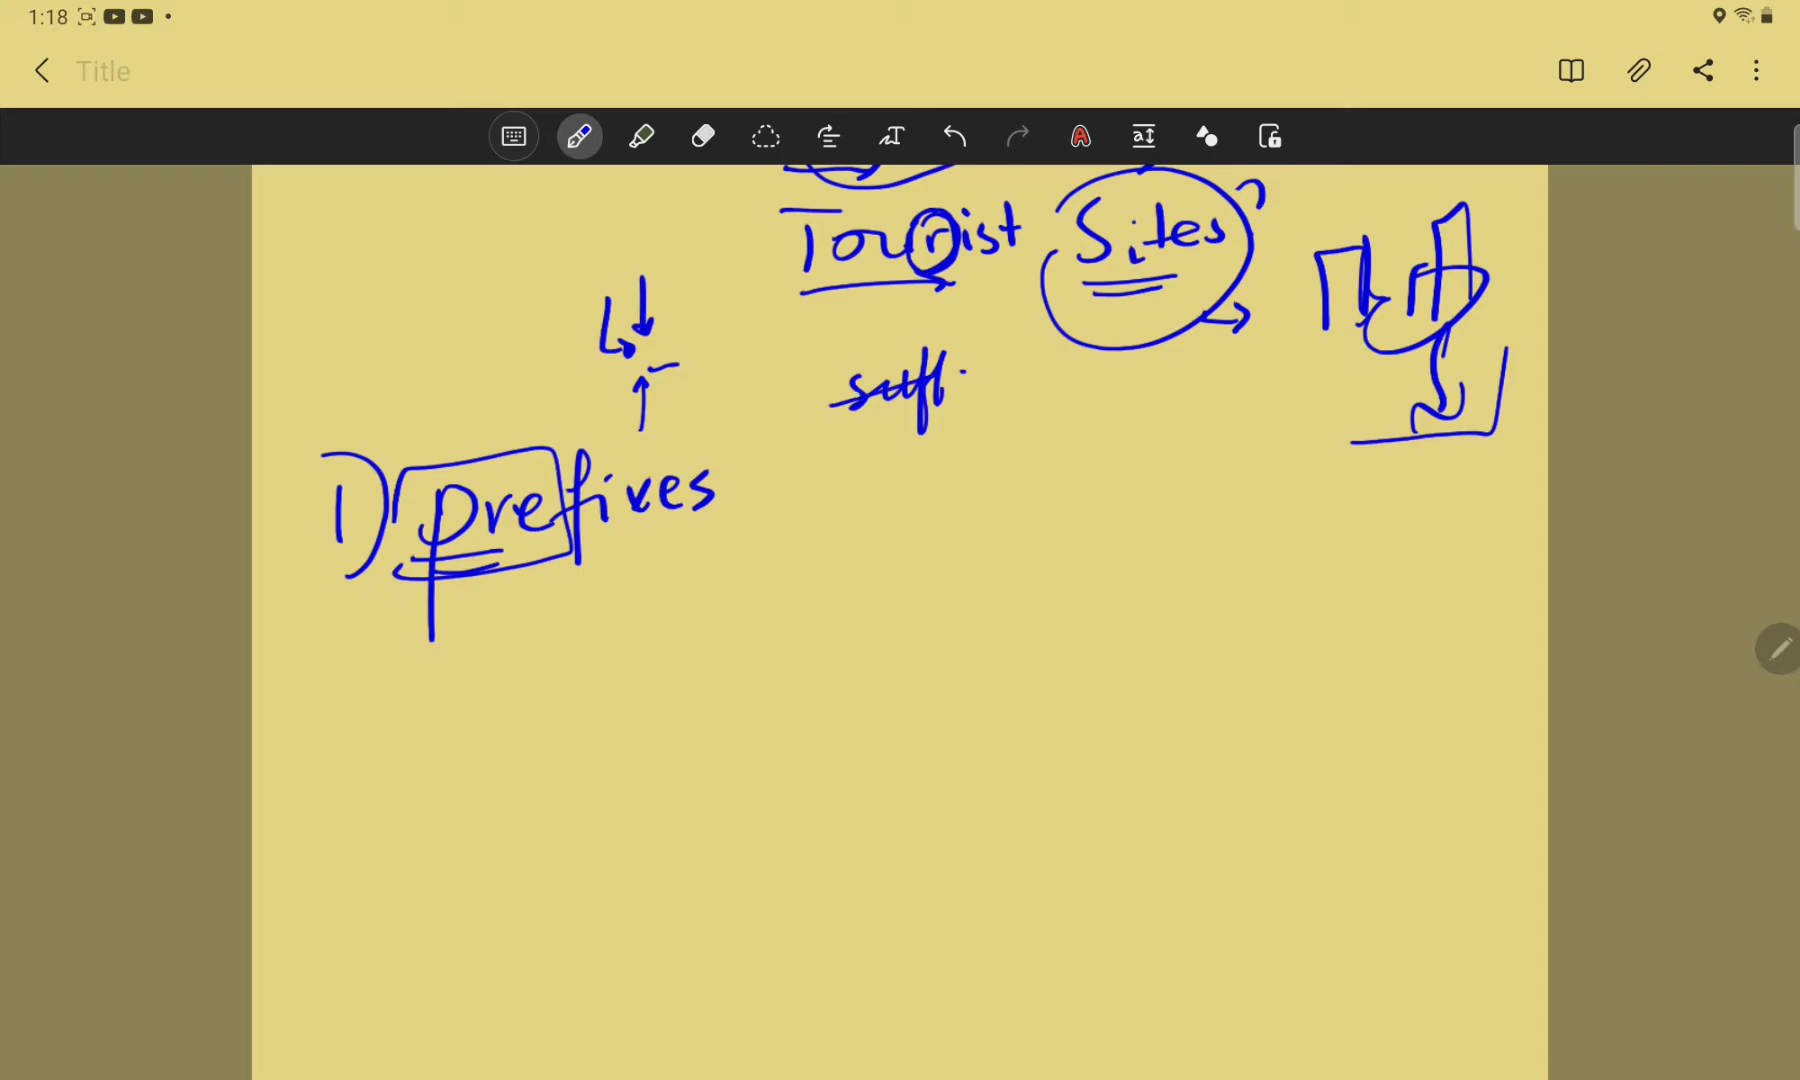 1:18
Title
Tourist Sites
suff
1) prefixes